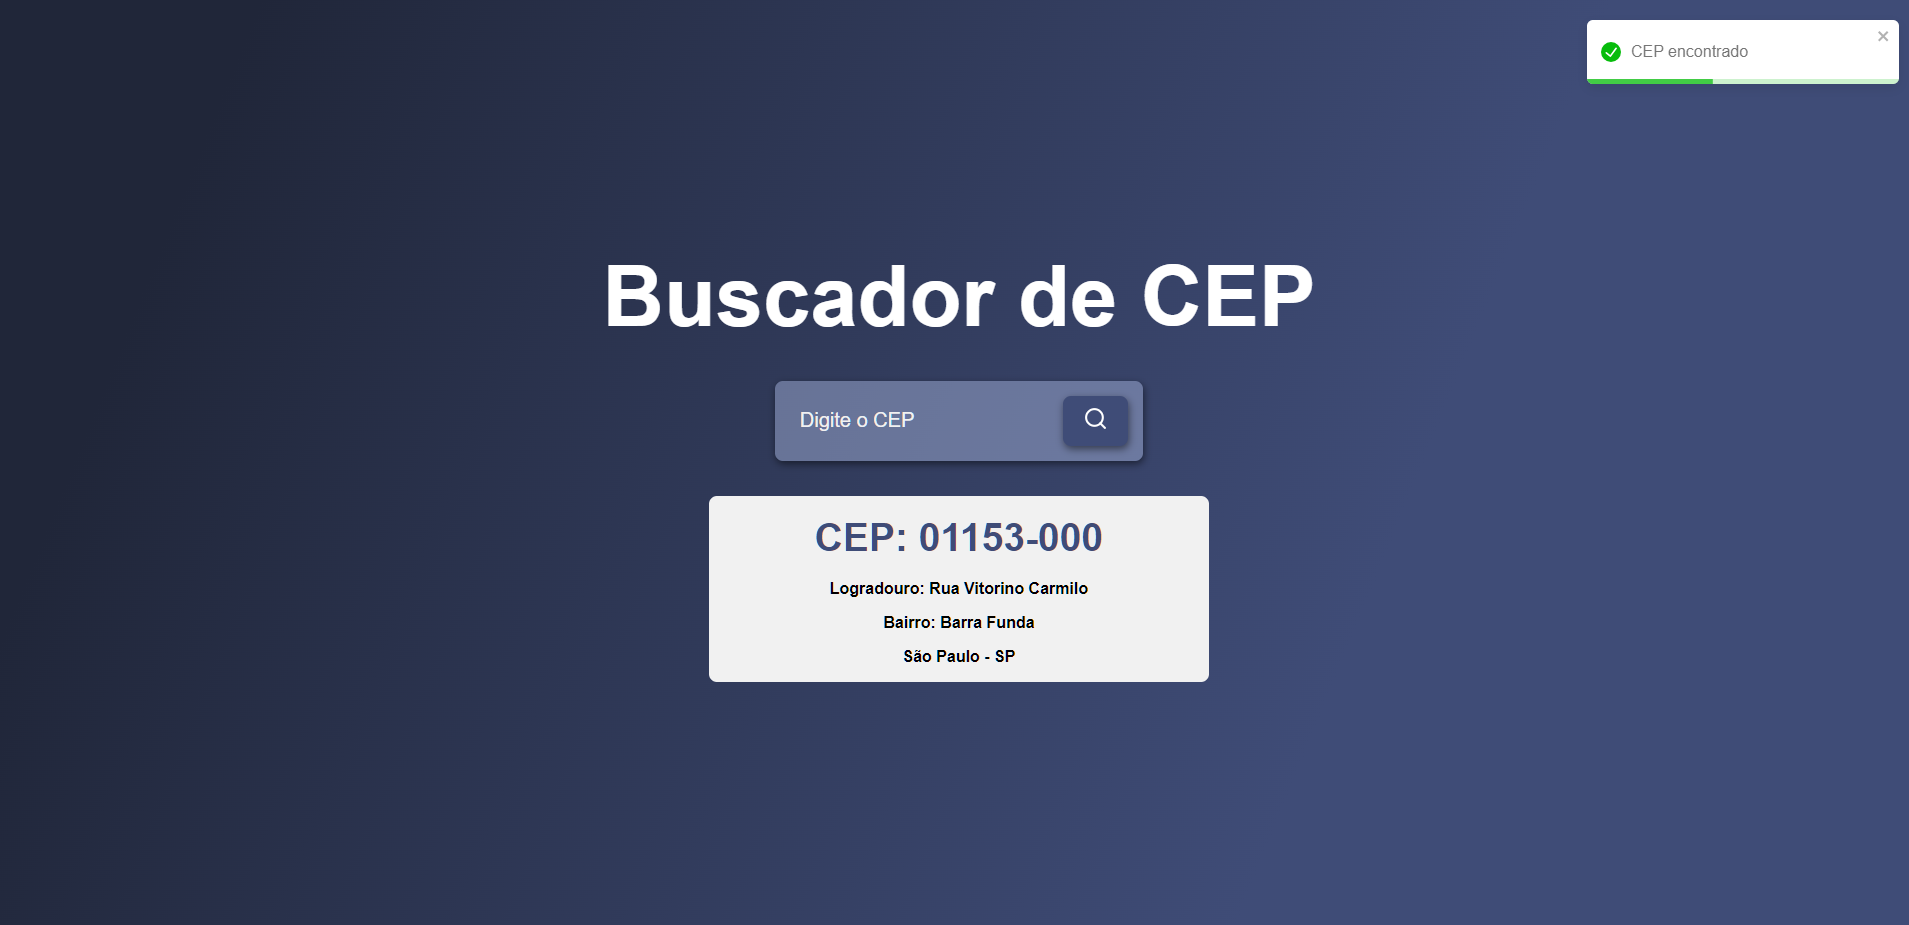 CEP encontrado
Buscador de CEP
Digite o CEP
CEP: 01153-000
Logradouro: Rua Vitorino Carmilo
Bairro: Barra Funda
São Paulo - SP